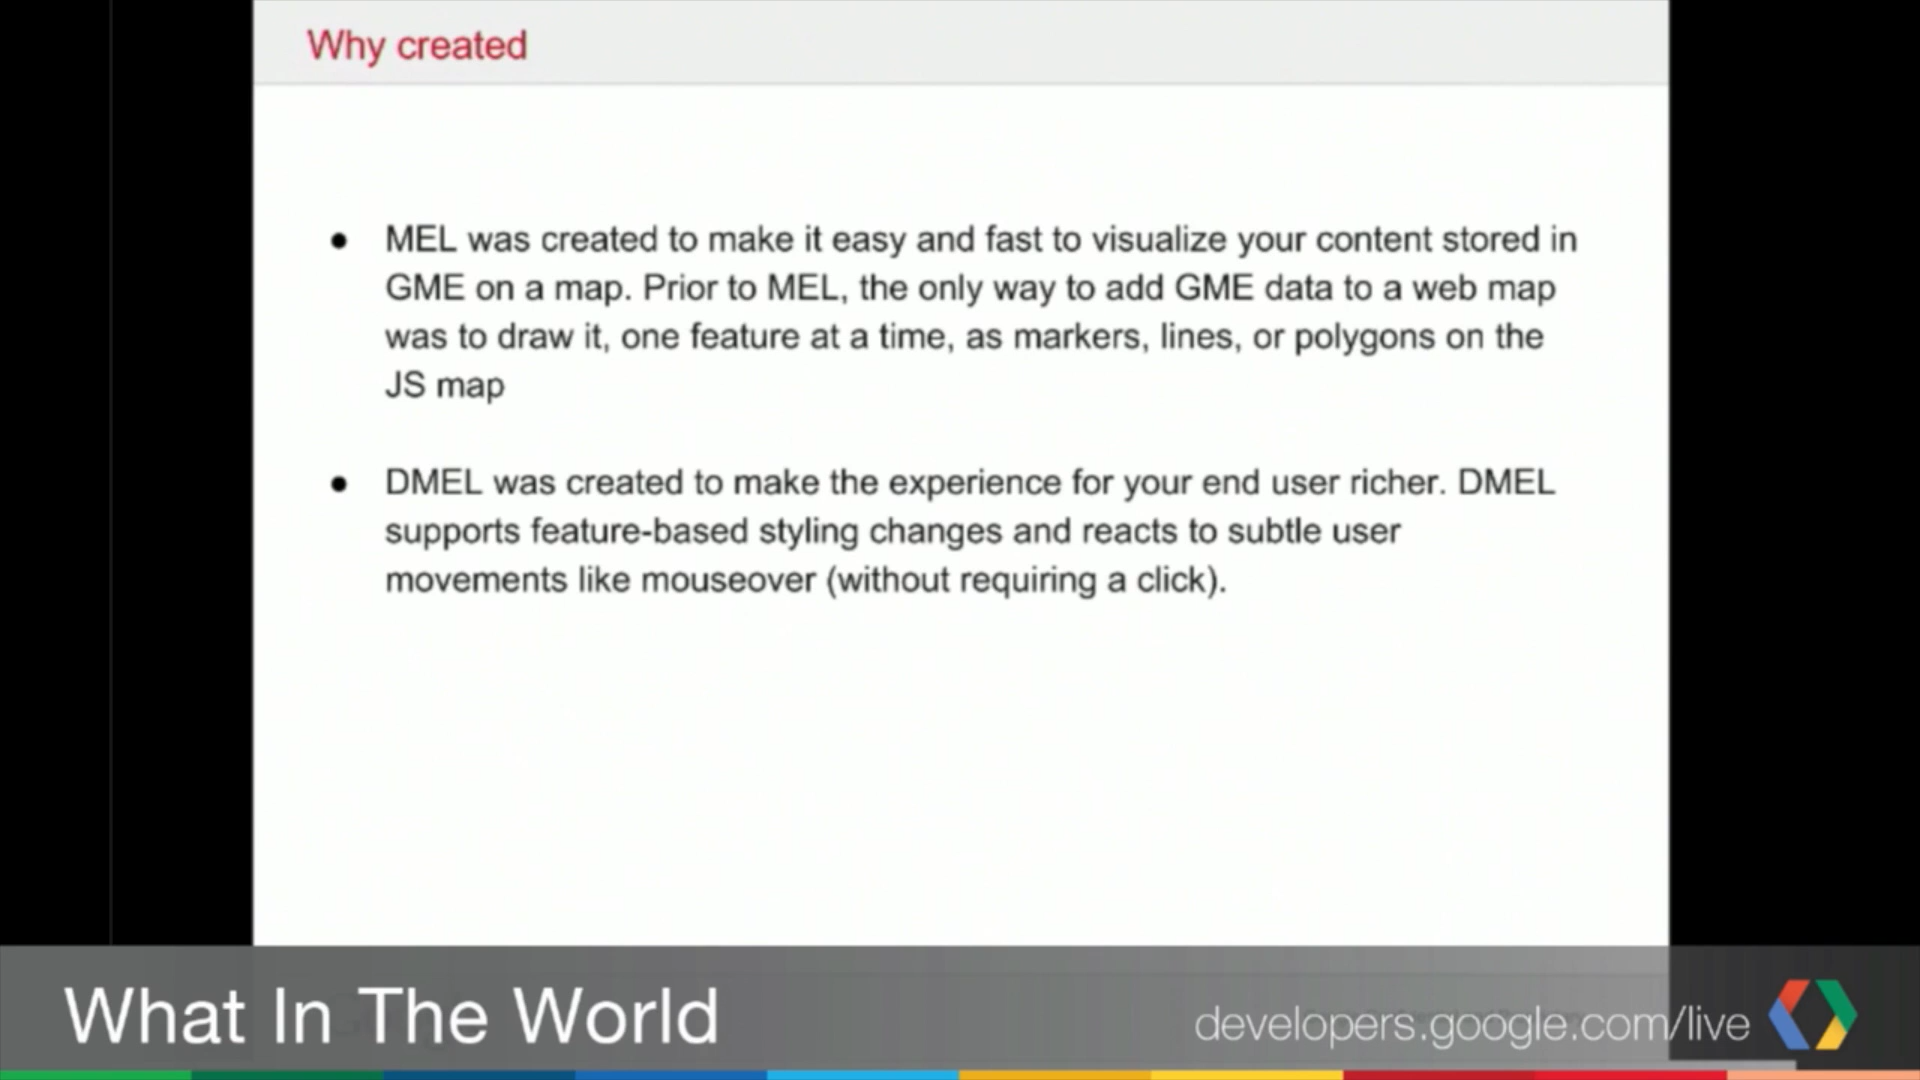 Why created
● MEL was created to make it easy and fast to visualize your content stored in
GME on a map. Prior to MEL, the only way to add GME data to a web map
was to draw it, one feature at a time, as markers, lines, or polygons on the
JS map
● DMEL was created to make the experience for your end user richer. DMEL
supports feature-based styling changes and reacts to subtle user
movements like mouseover (without requiring a click).
What In The World
developers.google.com/live